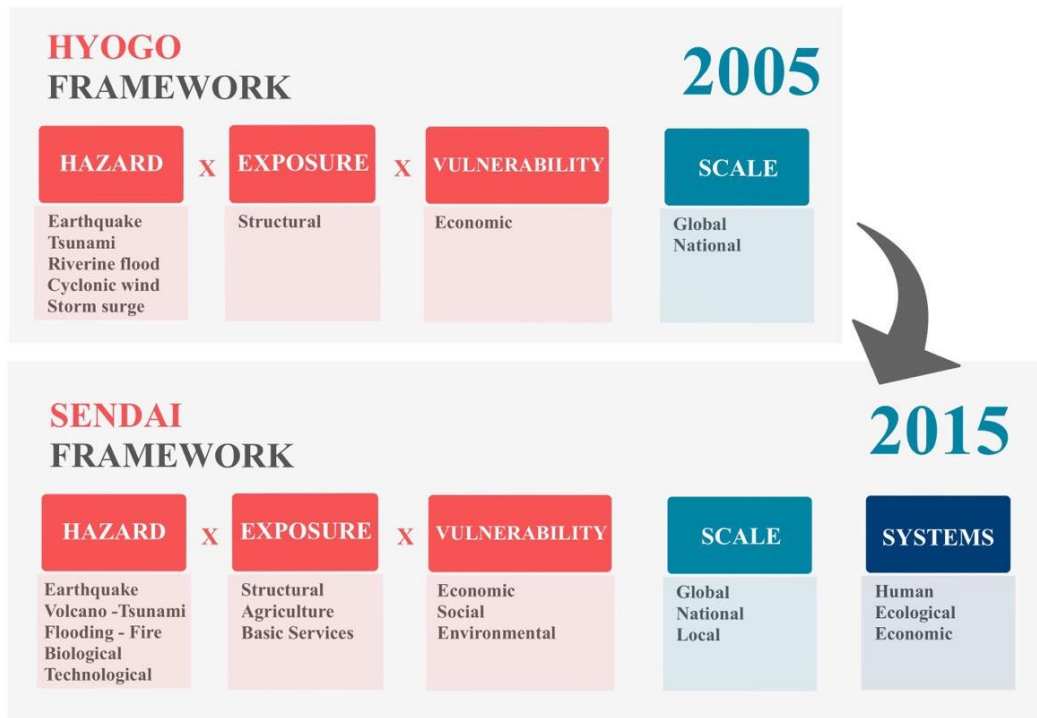 HYOGO
FRAMEWORK
2005
HAZARD X EXPOSURE X VULNERABILITY SCALE
Earthquake
Tsunami
Riverine flood
Cyclonic wind
Storm surge
Structural
Economic
Global
National
SENDAI
FRAMEWORK
2015
HAZARD X EXPOSURE X VULNERABILITY SCALE SYSTEMS
Earthquake
Volcano -Tsunami
Flooding - Fire
Biological
Technological
Structural
Agriculture
Basic Services
Economic
Social
Environmental
Global
National
Local
Human
Ecological
Economic